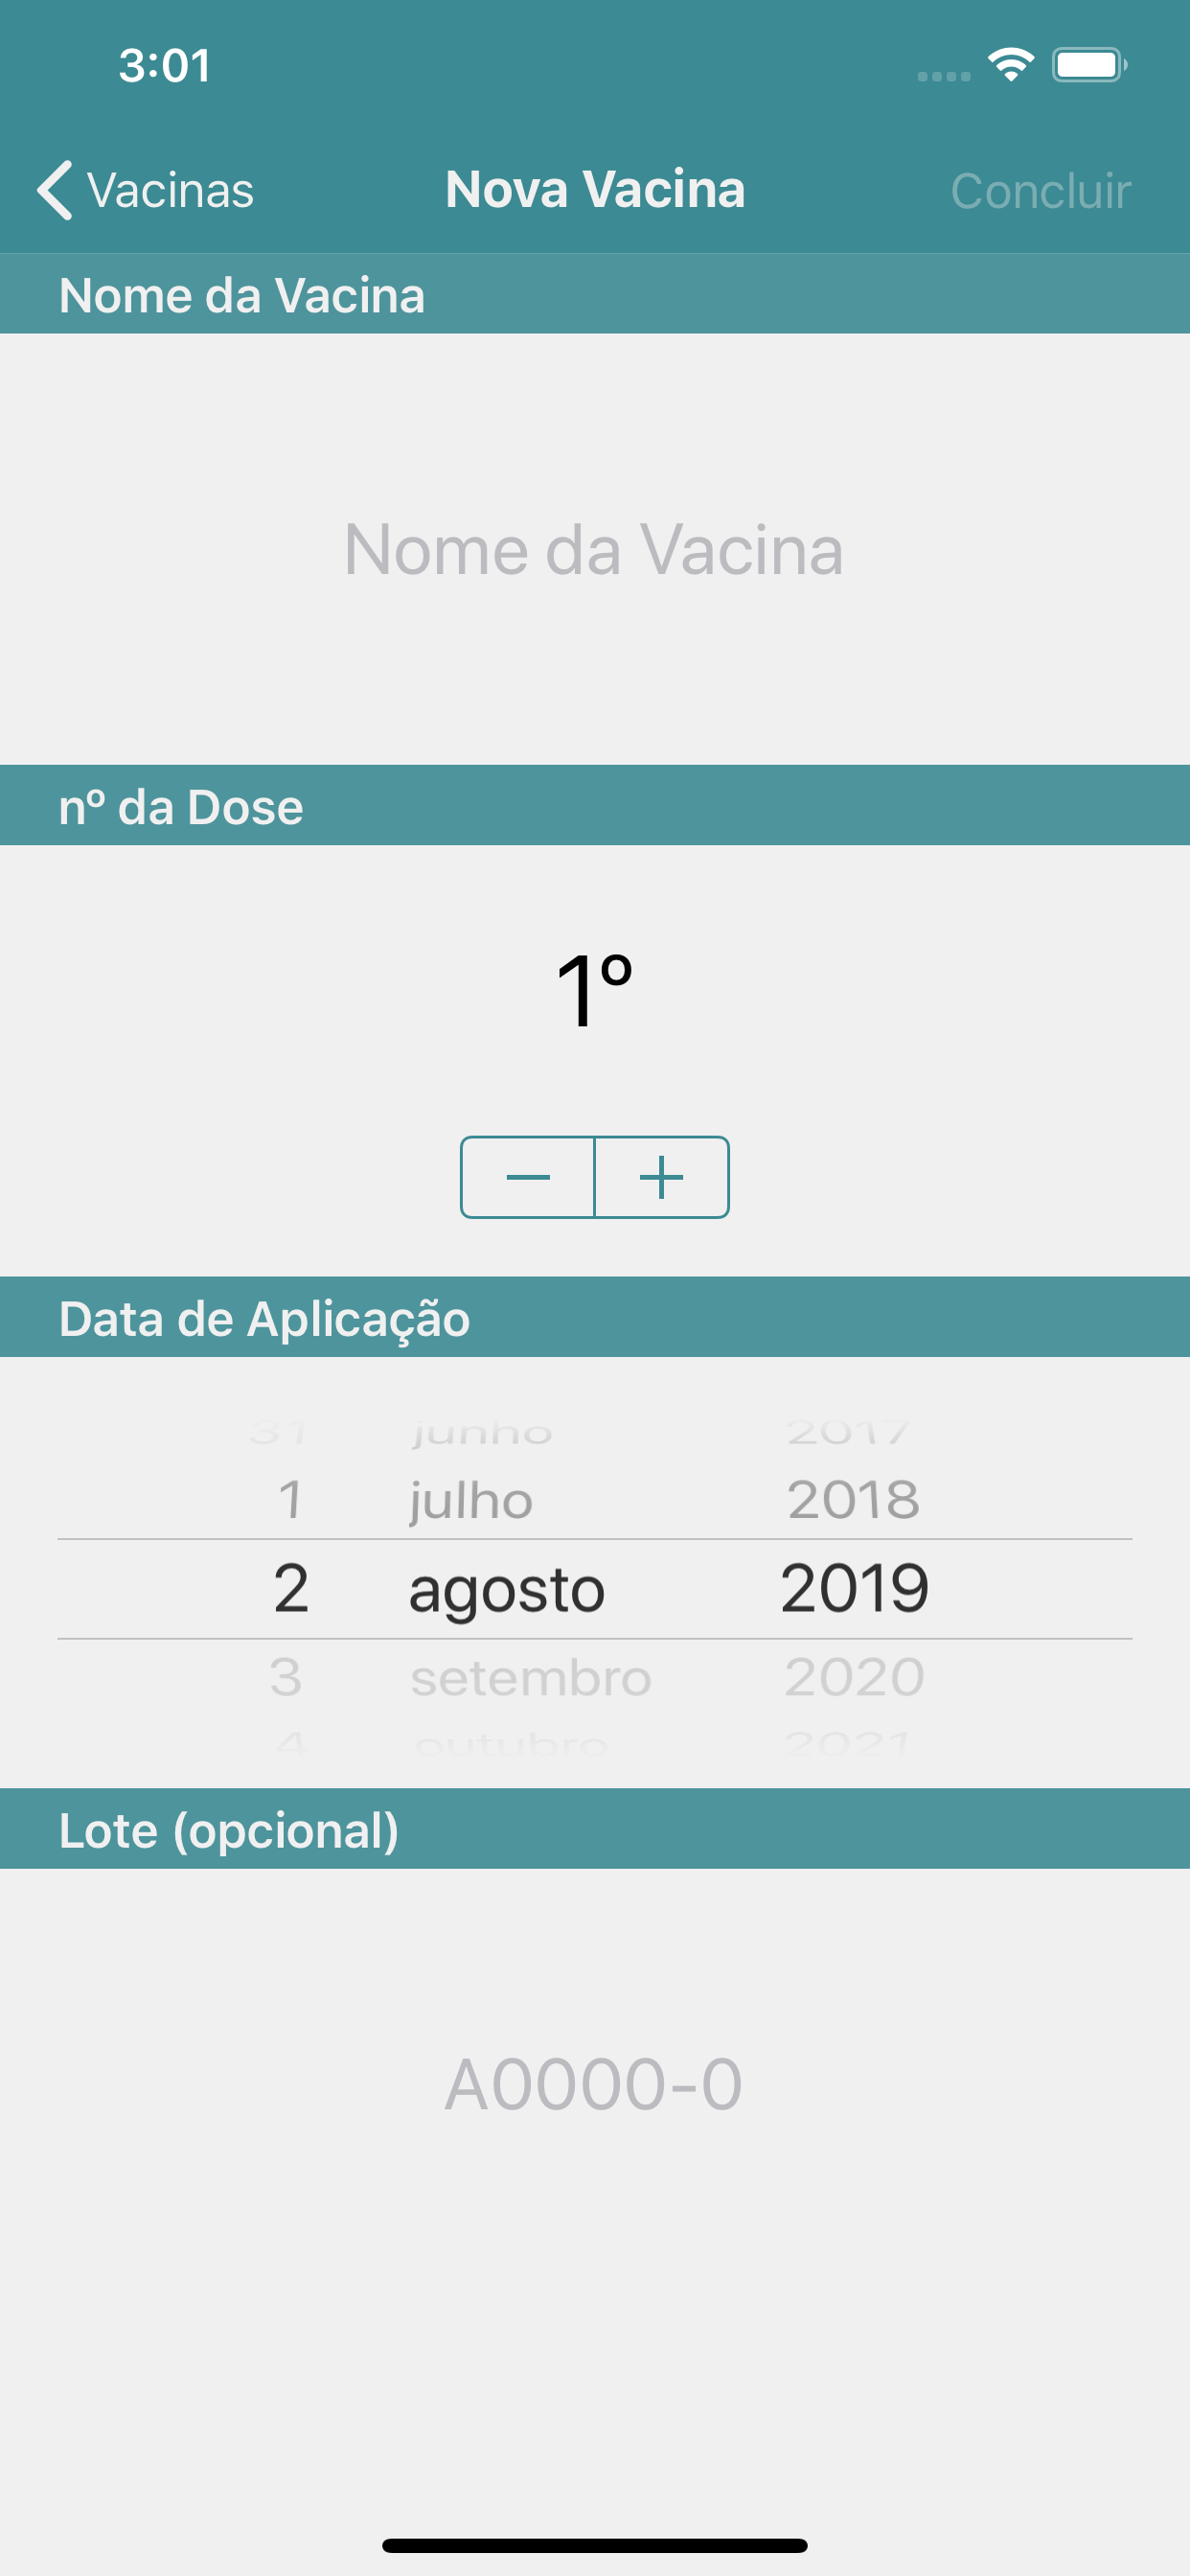 3:01
Vacinas Nova Vacina Concluir
Nome da Vacina
Nome da Vacina
nº da Dose
1º
Data de Aplicação
31 junho 2017
1 julho 2018
2 agosto 2019
3 setembro 2020
4 outubro 2021
Lote (opcional)
A0000-0